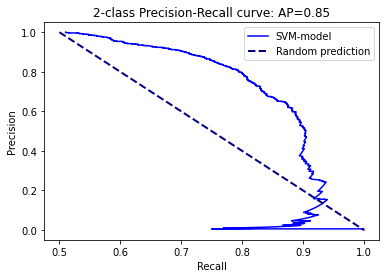 2-class Precision-Recall curve: AP=0.85
SVM-model
Random prediction
Precision
1.0
0.8
0.6
0.4
0.2
0.0
0.5 0.6 0.7 0.8 0.9 1.0
Recall